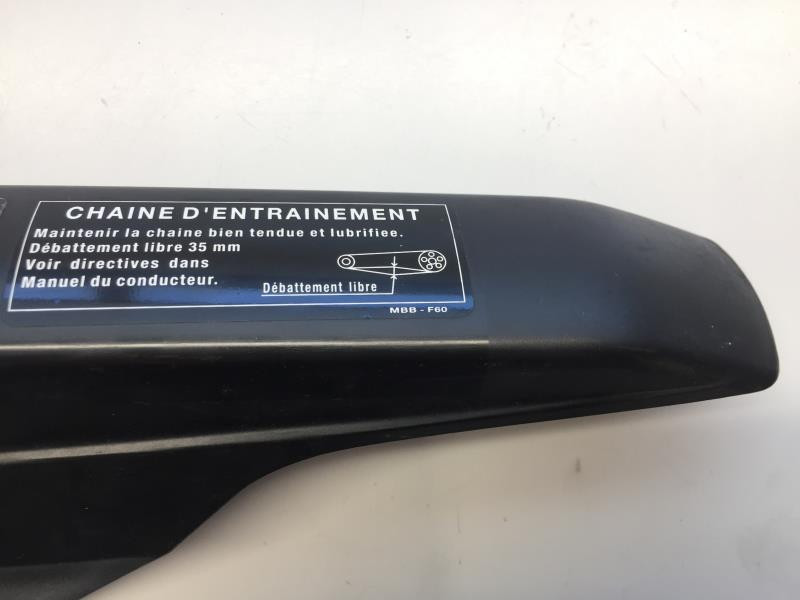 CHAINE D'ENTRAINEMENT
Maintenir la chaine bien tendue et lubrifiee.
Débattement libre 35 mm
Voir directives dans
Manuel du conducteur.
Débattement libre
MBB - F60